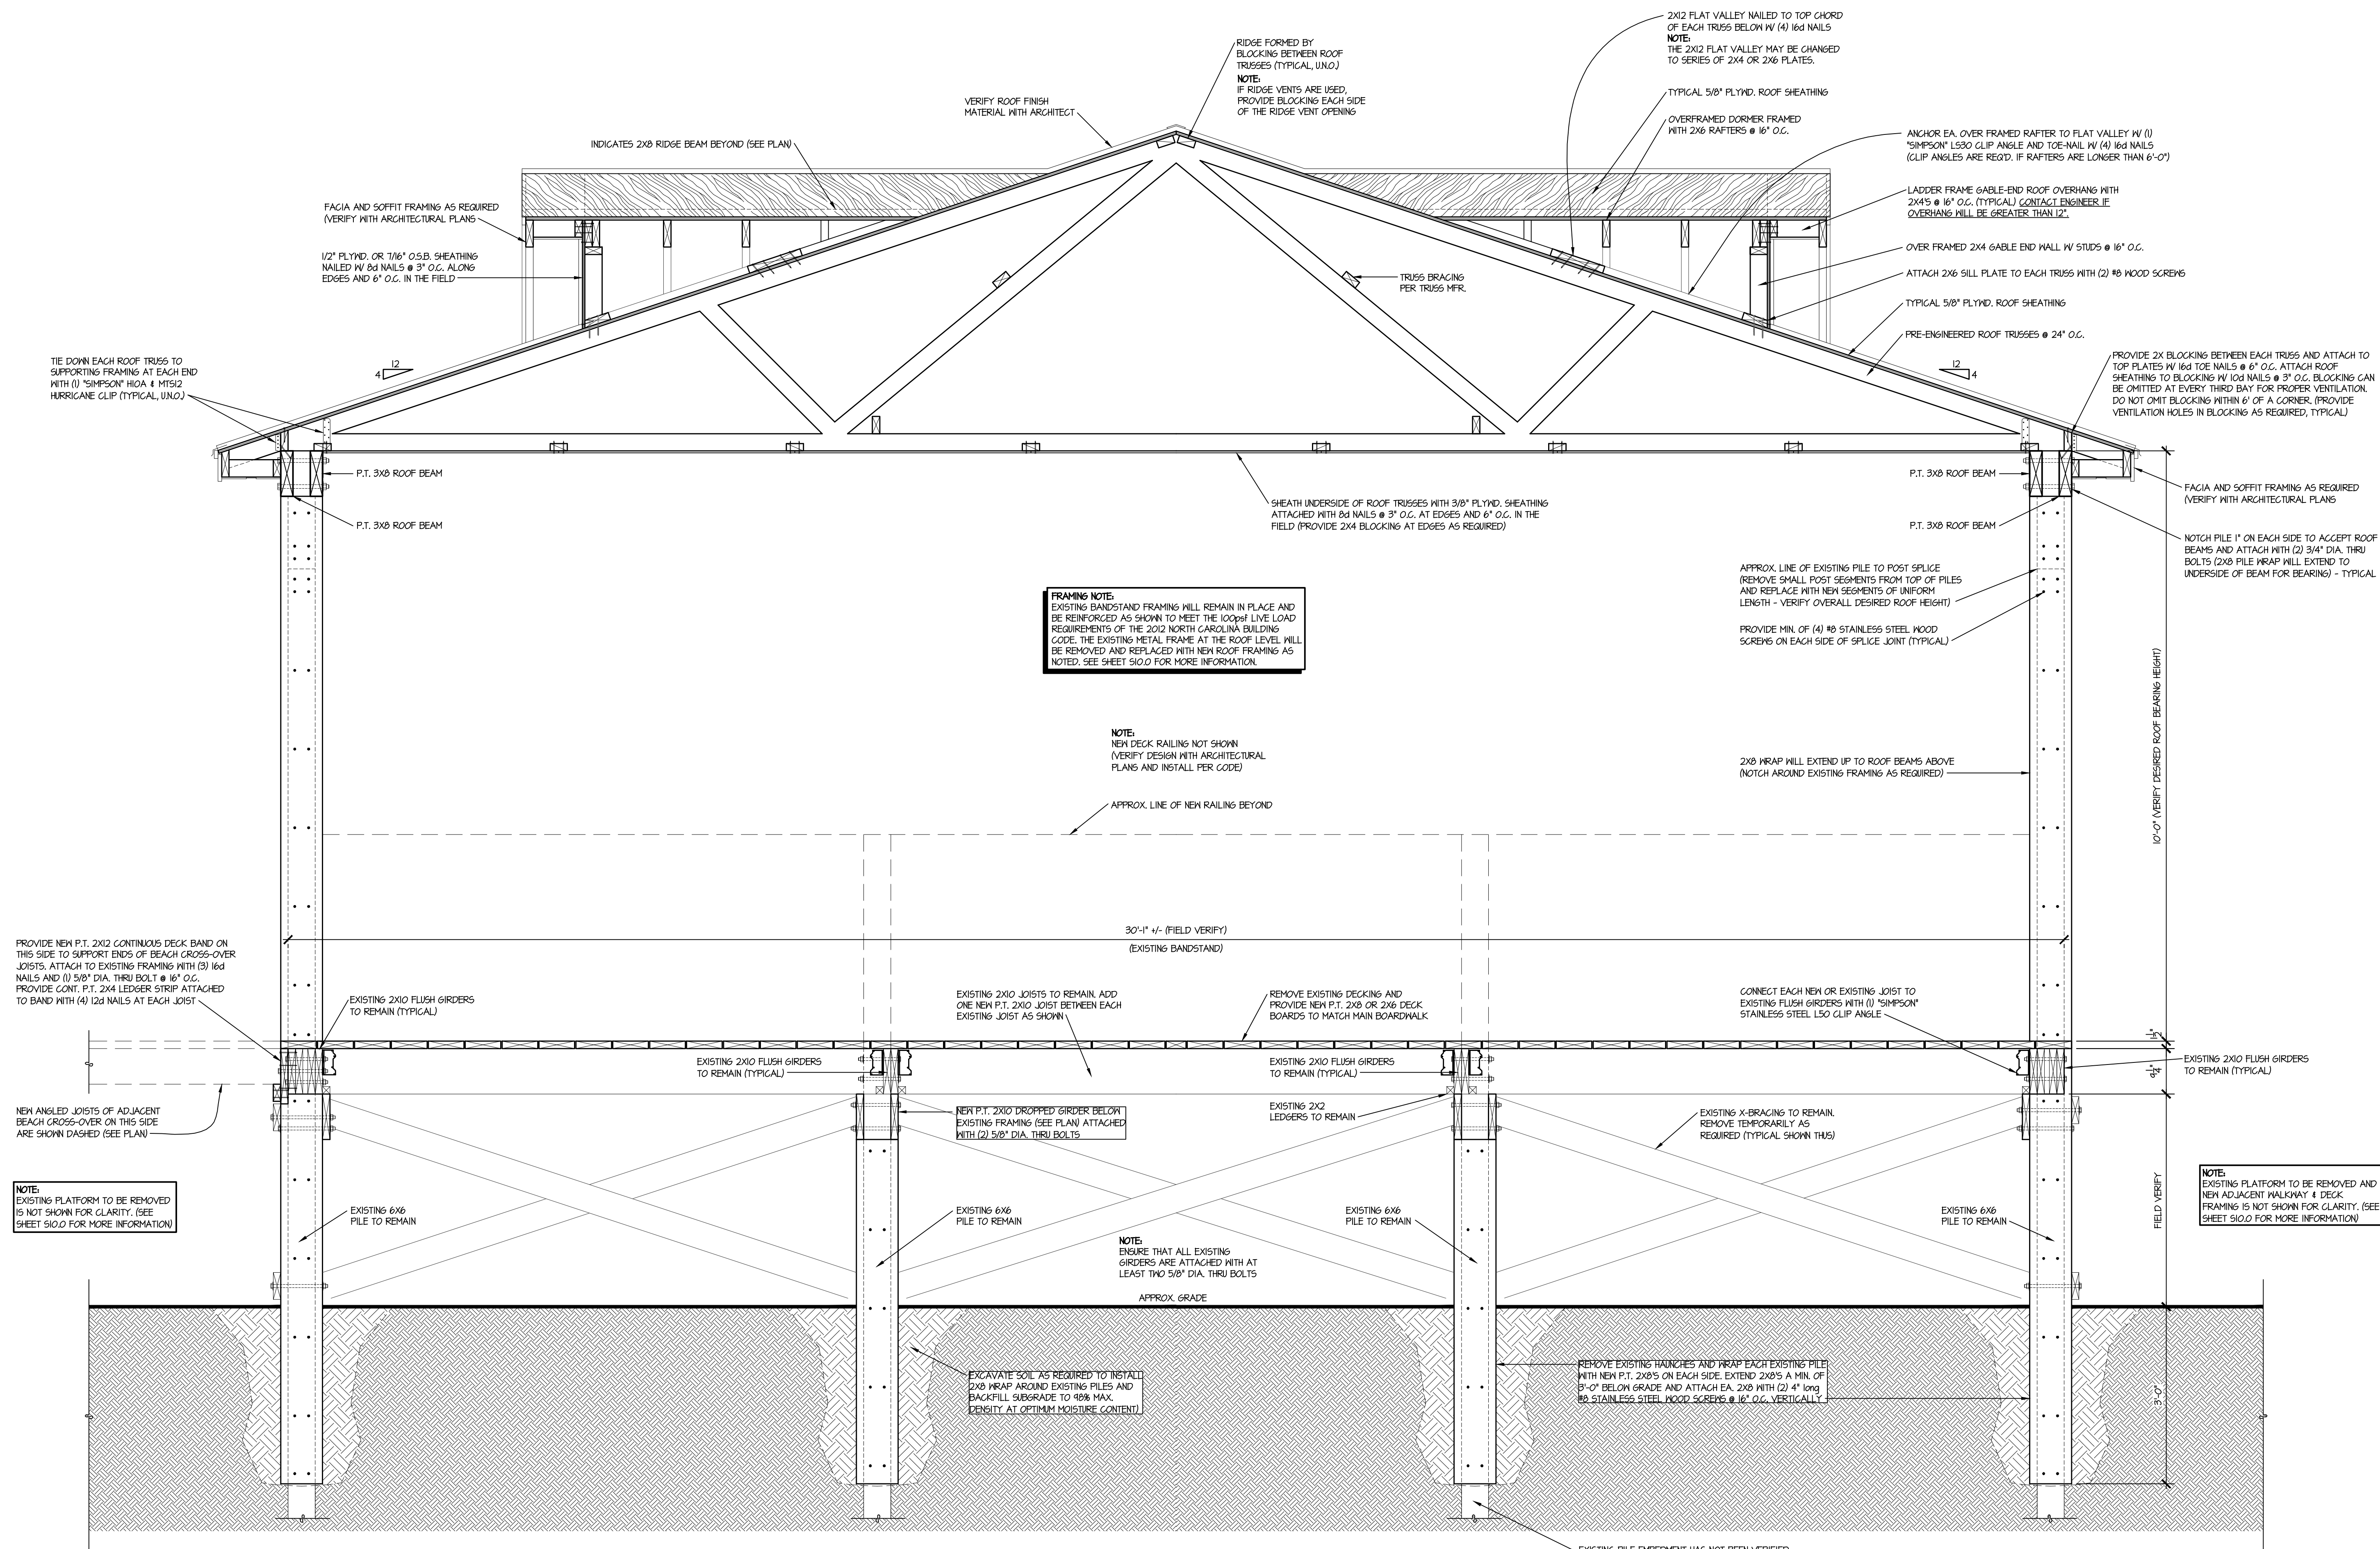 2X12 FLAT VALLEY NAILED TO TOP CHORD
OF EACH TRUSS BELOW W/ (4) 16d NAILS
NOTE:
THE 2X12 FLAT VALLEY MAY BE CHANGED
TO SERIES OF 2X4 OR 2X6 PLATES.
RIDGE FORMED BY
BLOCKING BETWEEN ROOF
TRUSSES (TYPICAL, U.N.O.)
NOTE:
IF RIDGE VENTS ARE USED,
PROVIDE BLOCKING EACH SIDE
OF THE RIDGE VENT OPENING
VERIFY ROOF FINISH
MATERIAL WITH ARCHITECT
TYPICAL 5/8" PLYWD. ROOF SHEATHING
OVERFRAMED DORMER FRAMED
WITH 2X6 RAFTERS @ 16" O.C.
ANCHOR EA. OVER FRAMED RAFTER TO FLAT VALLEY W/ (1)
"SIMPSON" LS30 CLIP ANGLE AND TOE-NAIL W/ (4) 16d NAILS
(CLIP ANGLES ARE REQ'D. IF RAFTERS ARE LONGER THAN 6'-0")
INDICATES 2X8 RIDGE BEAM BEYOND (SEE PLAN)
LADDER FRAME GABLE-END ROOF OVERHANG WITH
2X4'S @ 16" O.C. (TYPICAL) CONTACT ENGINEER IF
OVERHANG WILL BE GREATER THAN 12".
FACIA AND SOFFIT FRAMING AS REQUIRED
(VERIFY WITH ARCHITECTURAL PLANS
OVER FRAMED 2X4 GABLE END WALL W/ STUDS @ 16" O.C.
1/2" PLYWD. OR 7/16" O.S.B. SHEATHING
NAILED W/ 8d NAILS @ 3" O.C. ALONG
EDGES AND 6" O.C. IN THE FIELD
TRUSS BRACING
PER TRUSS MFR.
ATTACH 2X6 SILL PLATE TO EACH TRUSS WITH (2) #8 WOOD SCREWS
TYPICAL 5/8" PLYWD. ROOF SHEATHING
PRE-ENGINEERED ROOF TRUSSES @ 24" O.C.
TIE DOWN EACH ROOF TRUSS TO
SUPPORTING FRAMING AT EACH END
WITH (1) "SIMPSON" H10A & MTS12
HURRICANE CLIP (TYPICAL, U.N.O.)
12
4
12
4
PROVIDE 2X BLOCKING BETWEEN EACH TRUSS AND ATTACH TO
TOP PLATES W/ 16d TOE NAILS @ 6" O.C. ATTACH ROOF
SHEATHING TO BLOCKING W/ 10d NAILS @ 3" O.C. BLOCKING CAN
BE OMITTED AT EVERY THIRD BAY FOR PROPER VENTILATION.
DO NOT OMIT BLOCKING WITHIN 6' OF A CORNER. (PROVIDE
VENTILATION HOLES IN BLOCKING AS REQUIRED, TYPICAL)
P.T. 3X8 ROOF BEAM
P.T. 3X8 ROOF BEAM
P.T. 3X8 ROOF BEAM
P.T. 3X8 ROOF BEAM
SHEATH UNDERSIDE OF ROOF TRUSSES WITH 3/8" PLYWD. SHEATHING
ATTACHED WITH 8d NAILS @ 3" O.C. AT EDGES AND 6" O.C. IN THE
FIELD (PROVIDE 2X4 BLOCKING AT EDGES AS REQUIRED)
FACIA AND SOFFIT FRAMING AS REQUIRED
(VERIFY WITH ARCHITECTURAL PLANS
NOTCH PILE 1" ON EACH SIDE TO ACCEPT ROOF
BEAMS AND ATTACH WITH (2) 3/4" DIA. THRU
BOLTS (2X8 PILE WRAP WILL EXTEND TO
UNDERSIDE OF BEAM FOR BEARING) - TYPICAL
APPROX. LINE OF EXISTING PILE TO POST SPLICE
(REMOVE SMALL POST SEGMENTS FROM TOP OF PILES
AND REPLACE WITH NEW SEGMENTS OF UNIFORM
LENGTH - VERIFY OVERALL DESIRED ROOF HEIGHT)
PROVIDE MIN. OF (4) #8 STAINLESS STEEL WOOD
SCREWS ON EACH SIDE OF SPLICE JOINT (TYPICAL)
FRAMING NOTE:
EXISTING BANDSTAND FRAMING WILL REMAIN IN PLACE AND
BE REINFORCED AS SHOWN TO MEET THE 100psf LIVE LOAD
REQUIREMENTS OF THE 2012 NORTH CAROLINA BUILDING
CODE. THE EXISTING METAL FRAME AT THE ROOF LEVEL WILL
BE REMOVED AND REPLACED WITH NEW ROOF FRAMING AS
NOTED. SEE SHEET S10.0 FOR MORE INFORMATION.
10'-0" (VERIFY DESIRED ROOF BEARING HEIGHT)
NOTE:
NEW DECK RAILING NOT SHOWN
(VERIFY DESIGN WITH ARCHITECTURAL
PLANS AND INSTALL PER CODE)
2X8 WRAP WILL EXTEND UP TO ROOF BEAMS ABOVE
(NOTCH AROUND EXISTING FRAMING AS REQUIRED)
APPROX. LINE OF NEW RAILING BEYOND
30'-1" +/- (FIELD VERIFY)
(EXISTING BANDSTAND)
PROVIDE NEW P.T. 2X12 CONTINUOUS DECK BAND ON
THIS SIDE TO SUPPORT ENDS OF BEACH CROSS-OVER
JOISTS. ATTACH TO EXISTING FRAMING WITH (3) 16d
NAILS AND (1) 5/8" DIA. THRU BOLT @ 16" O.C.
PROVIDE CONT. P.T. 2X4 LEDGER STRIP ATTACHED
TO BAND WITH (4) 12d NAILS AT EACH JOIST
EXISTING 2X10 FLUSH GIRDERS
TO REMAIN (TYPICAL)
EXISTING 2X10 JOISTS TO REMAIN. ADD
ONE NEW P.T. 2X10 JOIST BETWEEN EACH
EXISTING JOIST AS SHOWN
REMOVE EXISTING DECKING AND
PROVIDE NEW P.T. 2X8 OR 2X6 DECK
BOARDS TO MATCH MAIN BOARDWALK
CONNECT EACH NEW OR EXISTING JOIST TO
EXISTING FLUSH GIRDERS WITH (1) "SIMPSON"
STAINLESS STEEL L50 CLIP ANGLE
1 1/2"
9 1/4"
EXISTING 2X10 FLUSH GIRDERS
TO REMAIN (TYPICAL)
EXISTING 2X10 FLUSH GIRDERS
TO REMAIN (TYPICAL)
EXISTING 2X10 FLUSH GIRDERS
TO REMAIN (TYPICAL)
NEW ANGLED JOISTS OF ADJACENT
BEACH CROSS-OVER ON THIS SIDE
ARE SHOWN DASHED (SEE PLAN)
NEW P.T. 2X10 DROPPED GIRDER BELOW
EXISTING FRAMING (SEE PLAN) ATTACHED
WITH (2) 5/8" DIA. THRU BOLTS
EXISTING 2X2
LEDGERS TO REMAIN
EXISTING X-BRACING TO REMAIN.
REMOVE TEMPORARILY AS
REQUIRED (TYPICAL SHOWN THUS)
NOTE:
EXISTING PLATFORM TO BE REMOVED
IS NOT SHOWN FOR CLARITY. (SEE
SHEET S10.0 FOR MORE INFORMATION)
EXISTING 6X6
PILE TO REMAIN
EXISTING 6X6
PILE TO REMAIN
EXISTING 6X6
PILE TO REMAIN
EXISTING 6X6
PILE TO REMAIN
FIELD VERIFY
NOTE:
EXISTING PLATFORM TO BE REMOVED AND
NEW ADJACENT WALKWAY & DECK
FRAMING IS NOT SHOWN FOR CLARITY. (SEE
SHEET S10.0 FOR MORE INFORMATION)
NOTE:
ENSURE THAT ALL EXISTING
GIRDERS ARE ATTACHED WITH AT
LEAST TWO 5/8" DIA. THRU BOLTS
APPROX. GRADE
EXCAVATE SOIL AS REQUIRED TO INSTALL
2X8 WRAP AROUND EXISTING PILES AND
BACKFILL SUBGRADE TO 98% MAX.
DENSITY AT OPTIMUM MOISTURE CONTENT)
REMOVE EXISTING HAUNCHES AND WRAP EACH EXISTING PILE
WITH NEW P.T. 2X8'S ON EACH SIDE. EXTEND 2X8'S A MIN. OF
3'-0" BELOW GRADE AND ATTACH EA. 2X8 WITH (2) 4" long
#8 STAINLESS STEEL WOOD SCREWS @ 16" O.C. VERTICALLY
3'-0"
EXISTING PILE EMBEDMENT HAS NOT BEEN VERIFIED